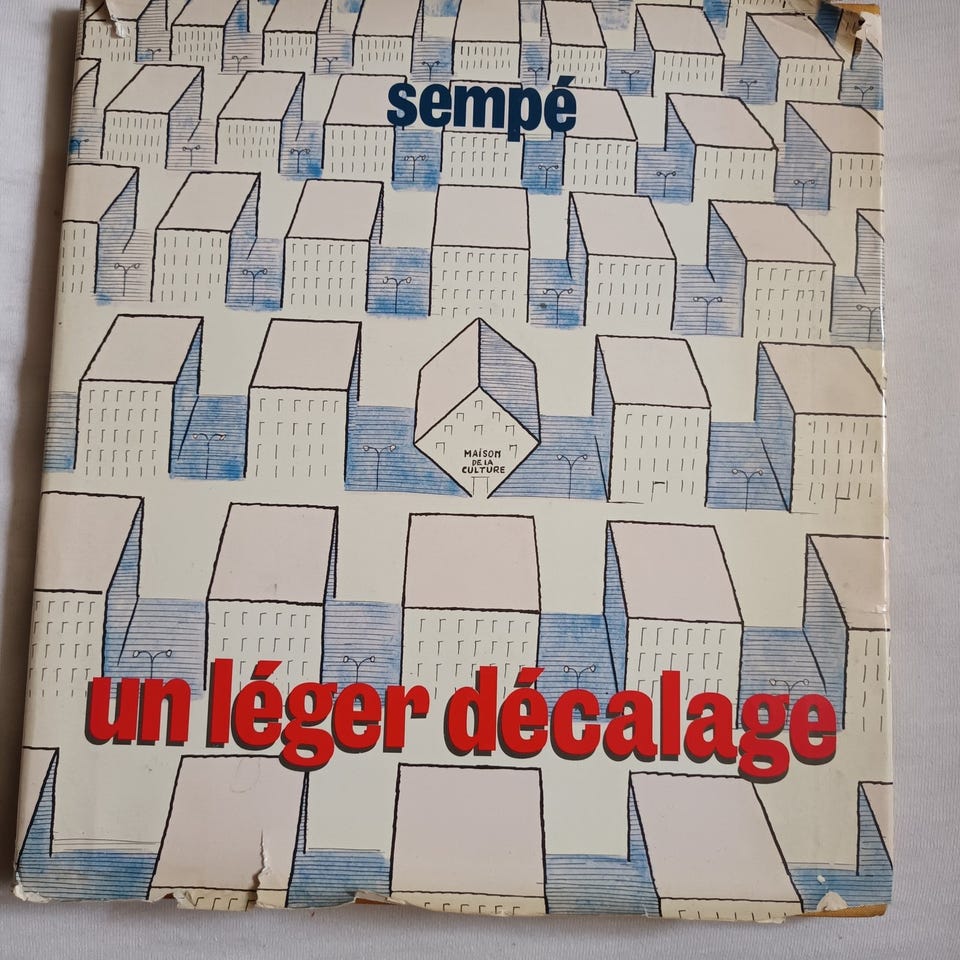 sempé
MAISON
DE LA
CULTURE
un léger décalage